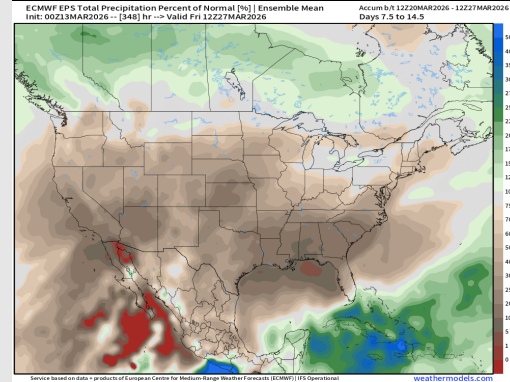 ECMWF EPS Total Precipitation Percent of Normal [%] | Ensemble Mean
Init: 00Z13MAR2026 -- [348] hr --> Valid Fri 12Z27MAR2026
Accum b/t 12Z20MAR2026 - 12Z27MAR2026
Days 7.5 to 14.5
Service based on data + products of European Centre for Medium-Range Weather Forecasts (ECMWF) | IFS Operational
weathermodels.com